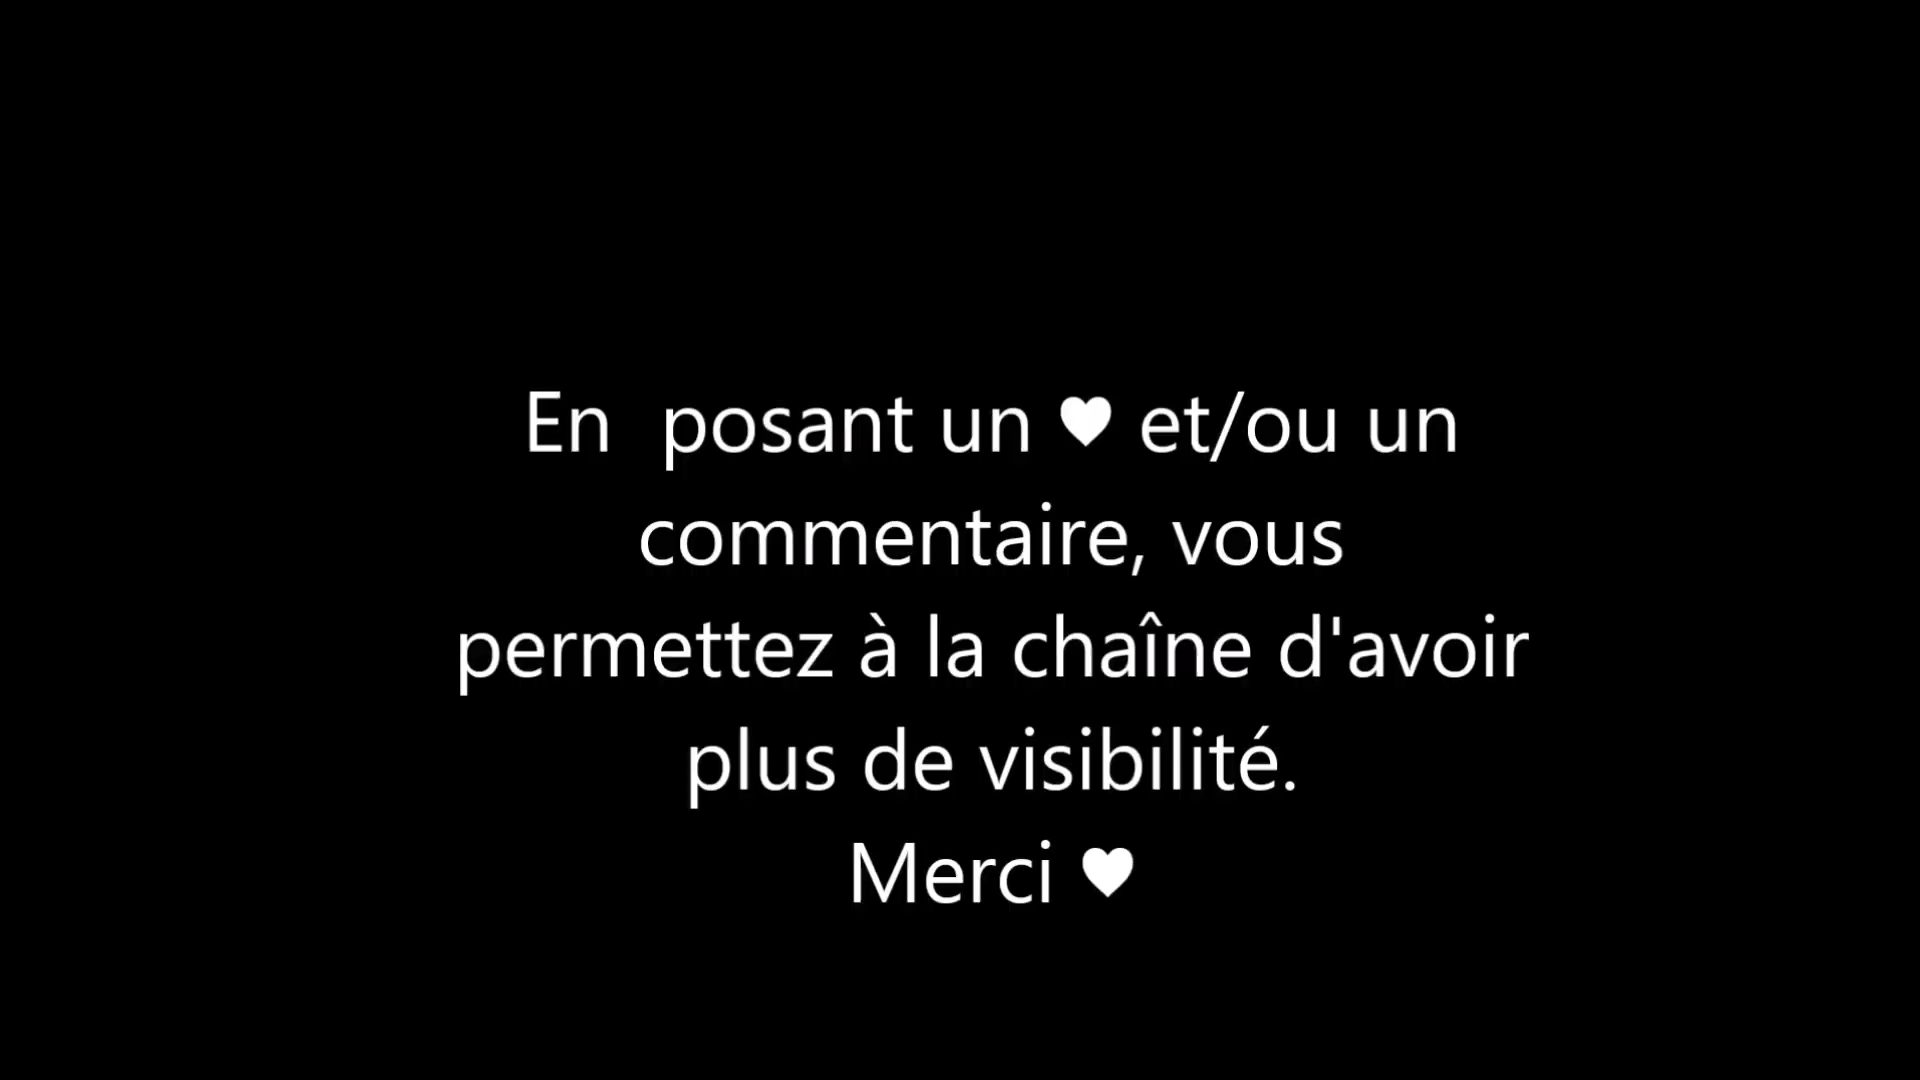 En  posant un ♥ et/ou un
commentaire, vous
permettez à la chaîne d'avoir
plus de visibilité.
Merci ♥